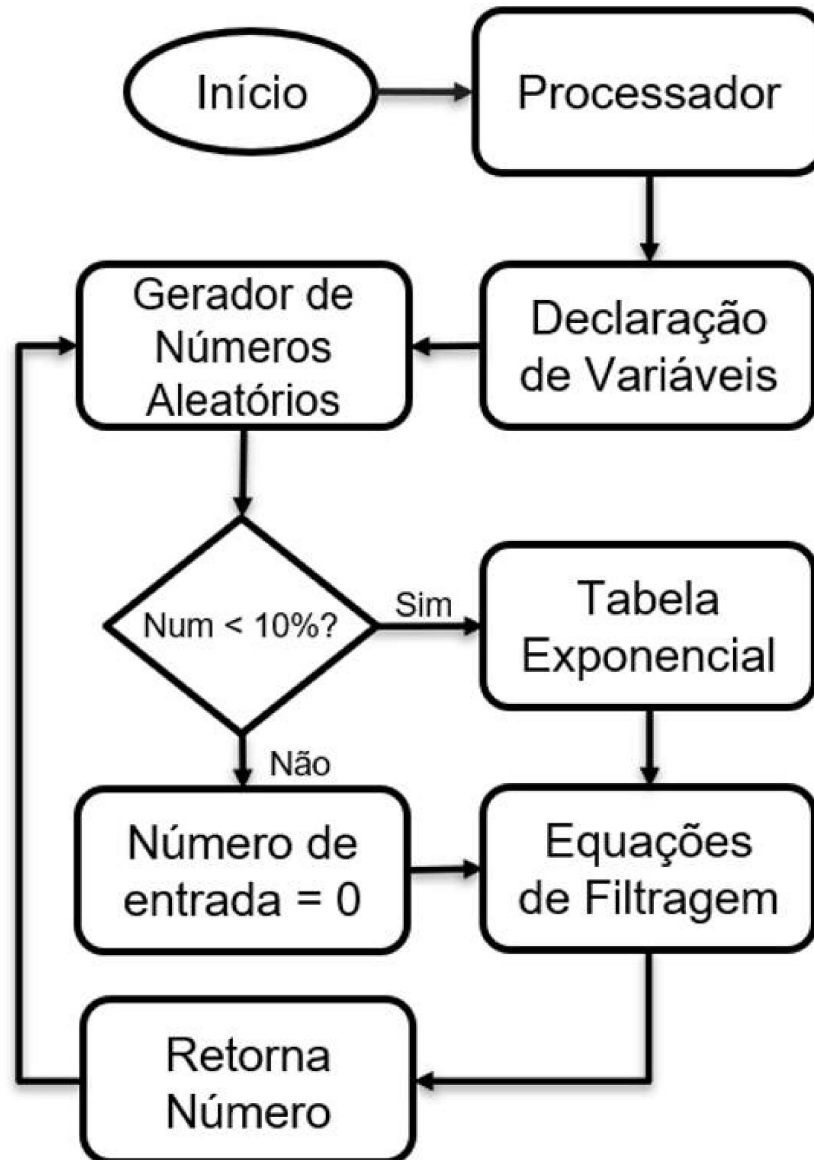 Início
Processador
Declaração
de Variáveis
Gerador de
Números
Aleatórios
Num < 10%?
Sim
Tabela
Exponencial
Não
Número de
entrada = 0
Equações
de Filtragem
Retorna
Número